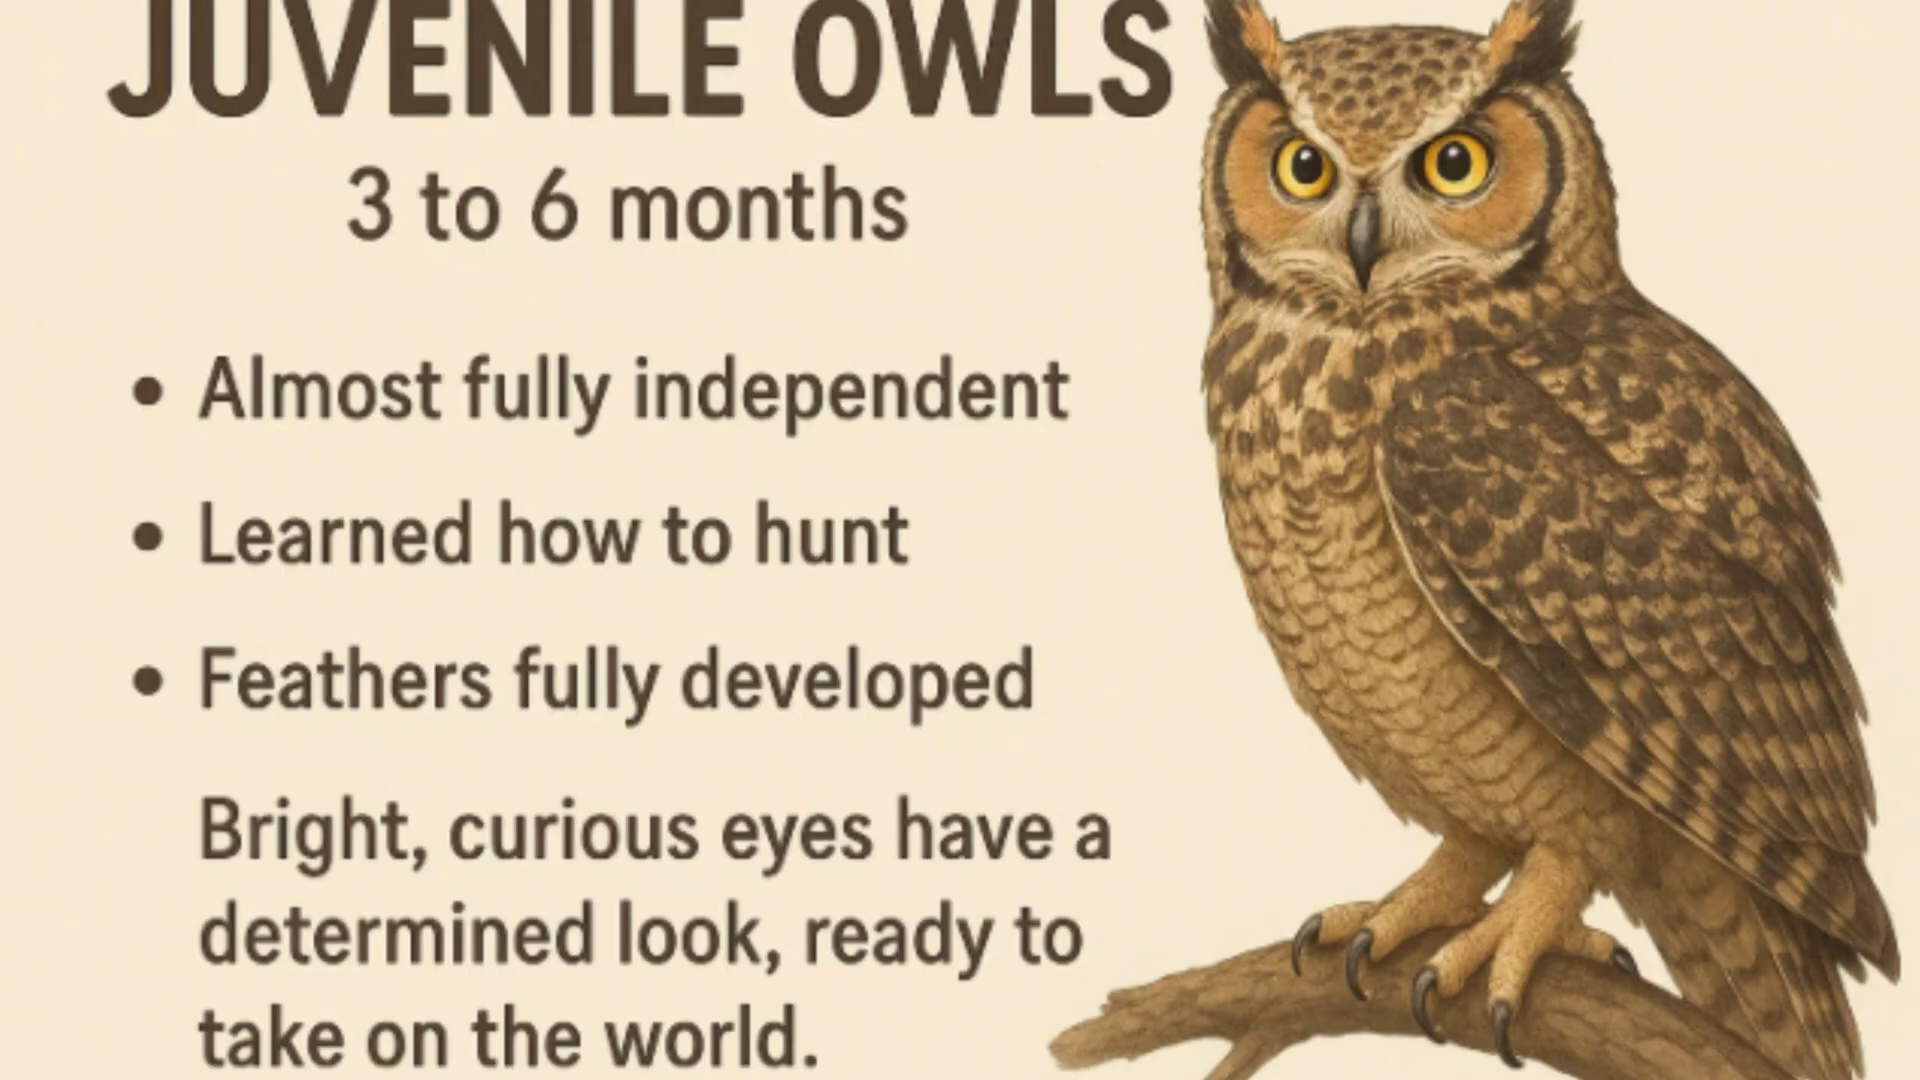 JUVENILE OWLS
3 to 6 months
• Almost fully independent
• Learned how to hunt
• Feathers fully developed
Bright, curious eyes have a
determined look, ready to
take on the world.